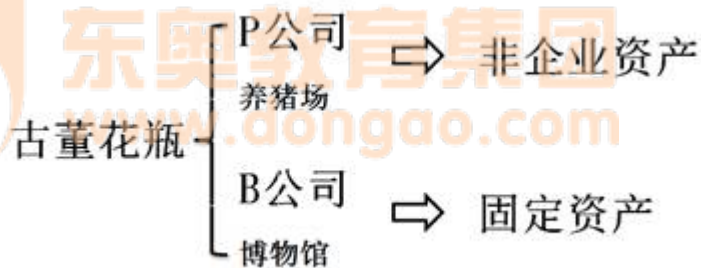 东奥教育集团
www.dongao.com
古董花瓶
P公司 ⇨ 非企业资产
养猪场
B公司 ⇨ 固定资产
博物馆